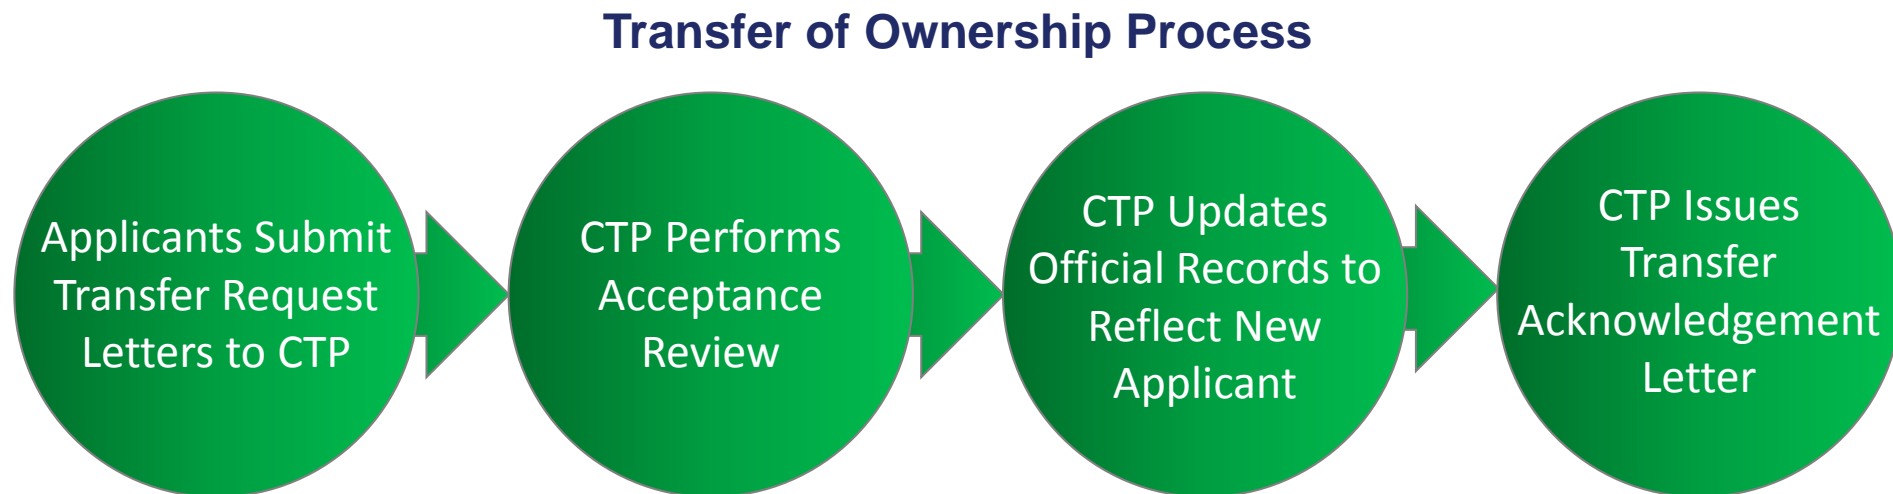 Transfer of Ownership Process
Applicants Submit
Transfer Request
Letters to CTP
CTP Performs
Acceptance
Review
CTP Updates
Official Records to
Reflect New
Applicant
CTP Issues
Transfer
Acknowledgement
Letter